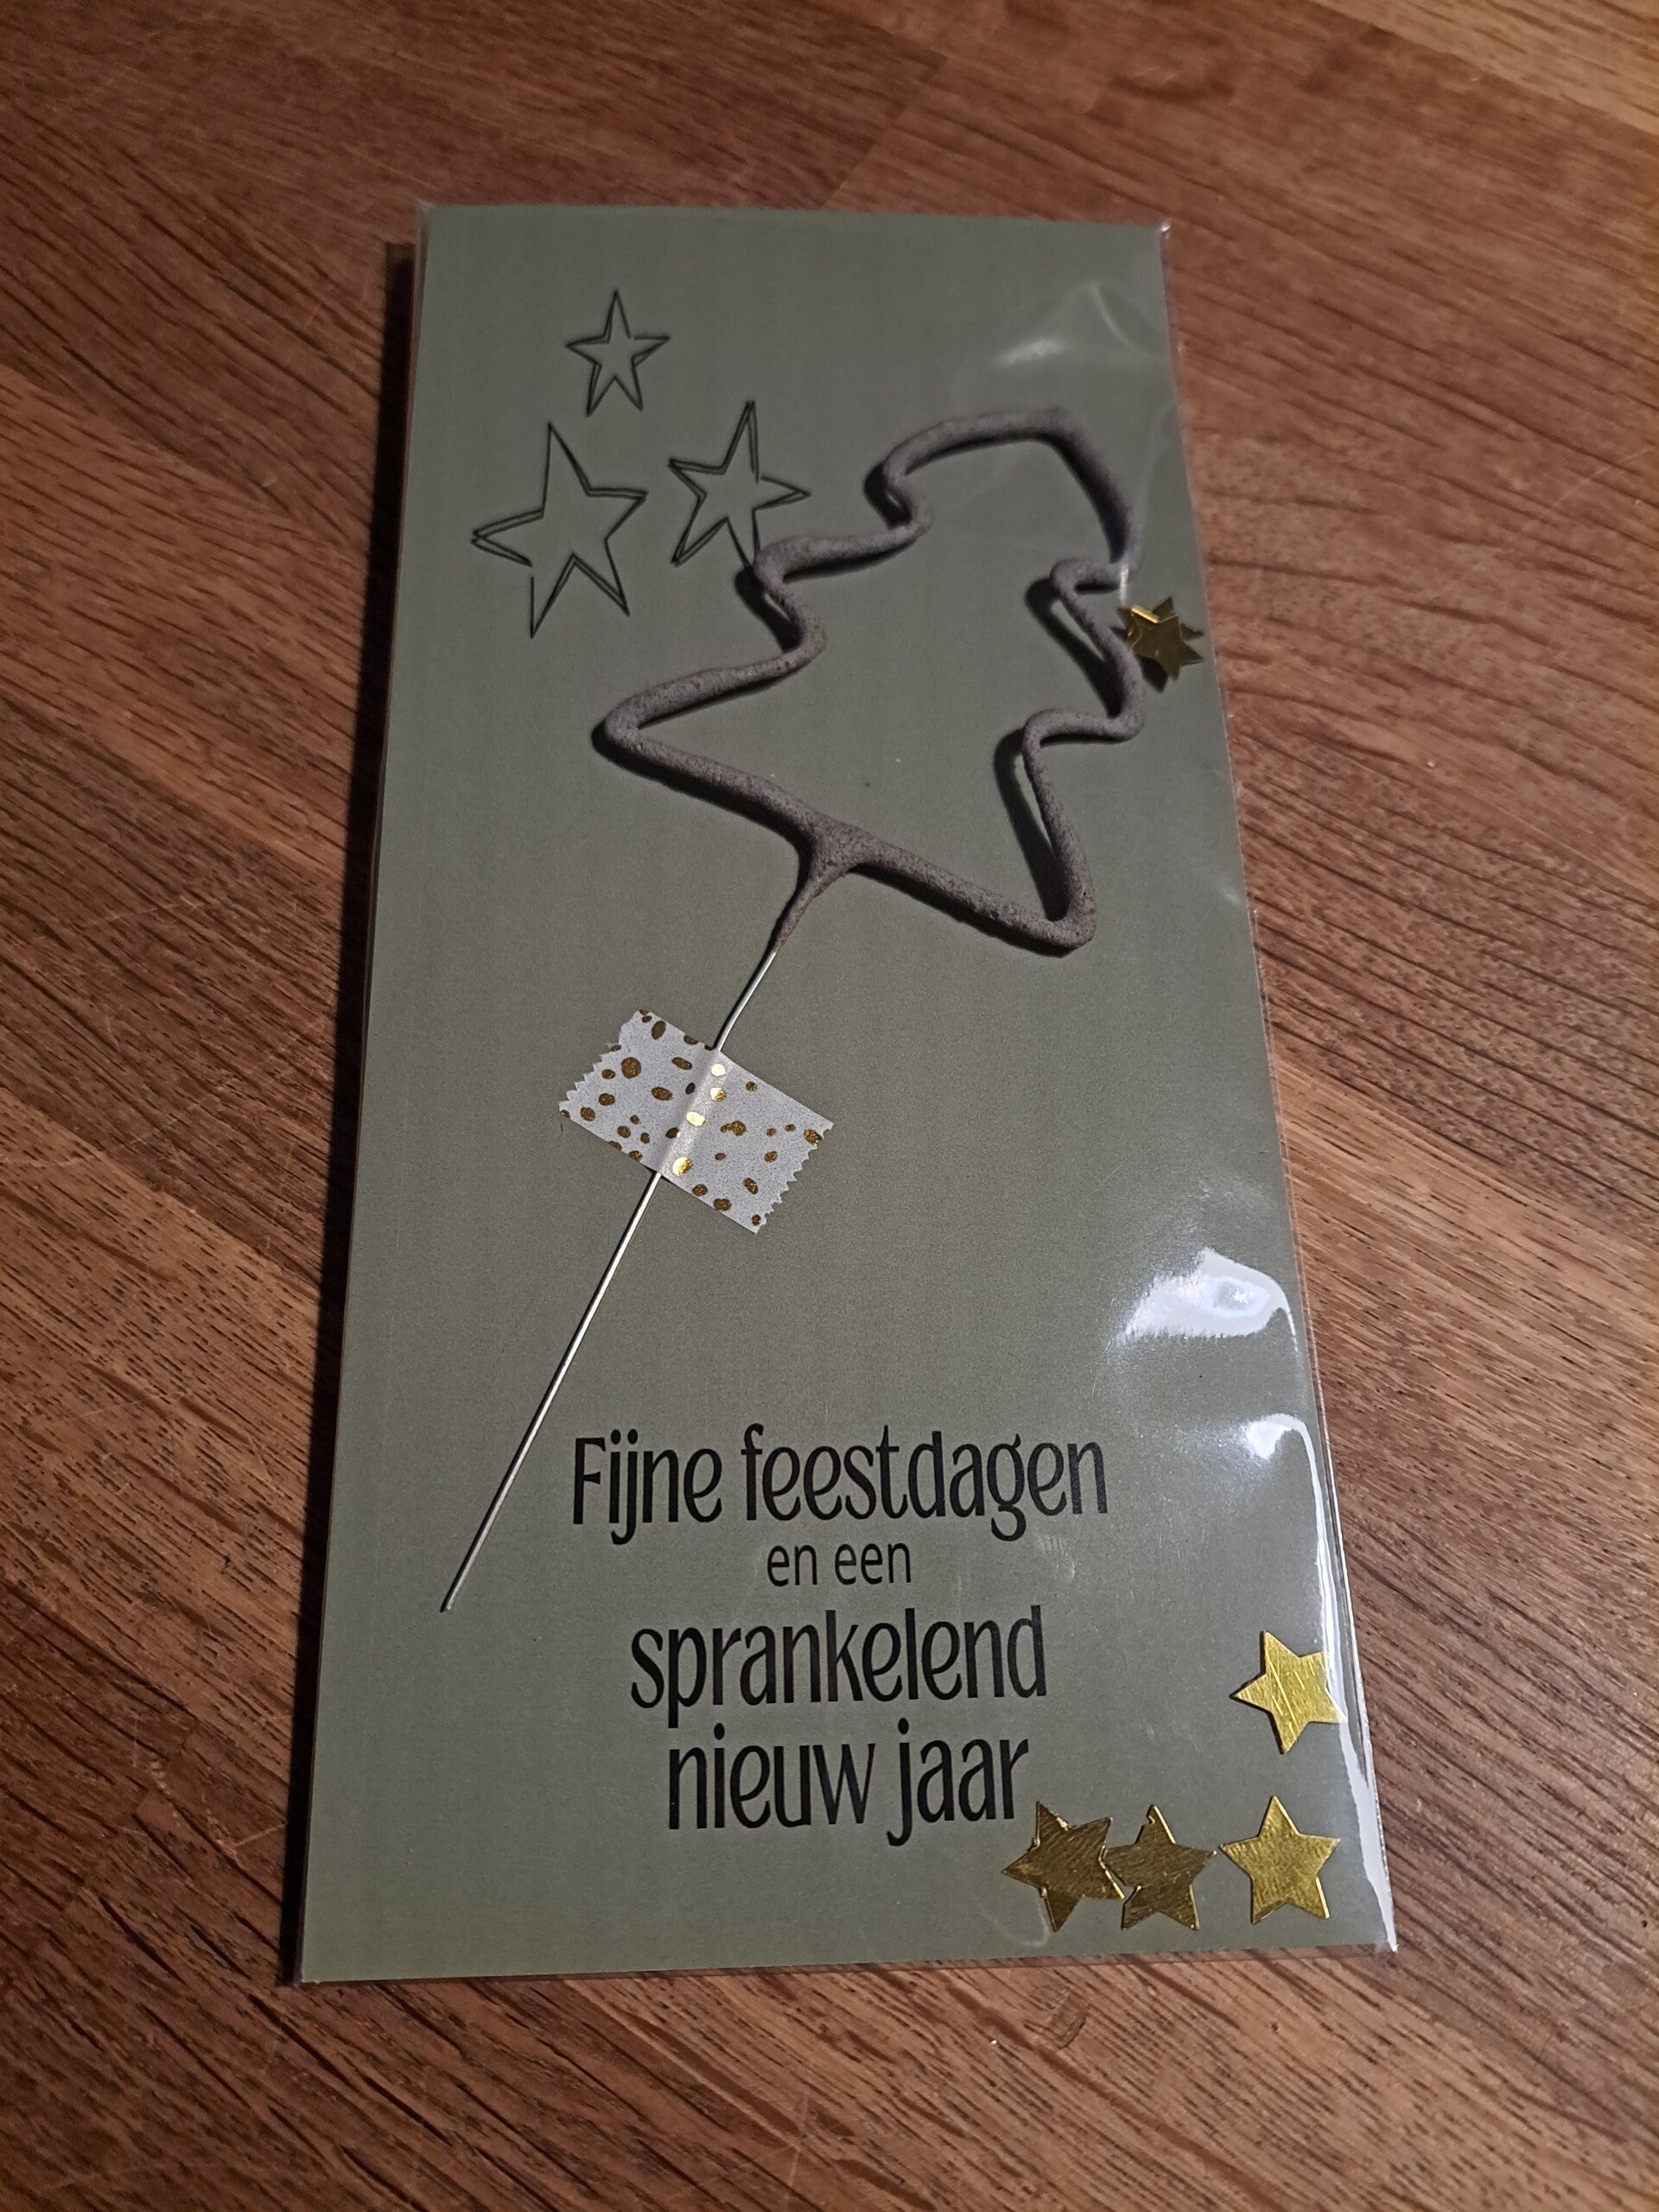 Fijne feestdagen
en een
sprankelend
nieuw jaar